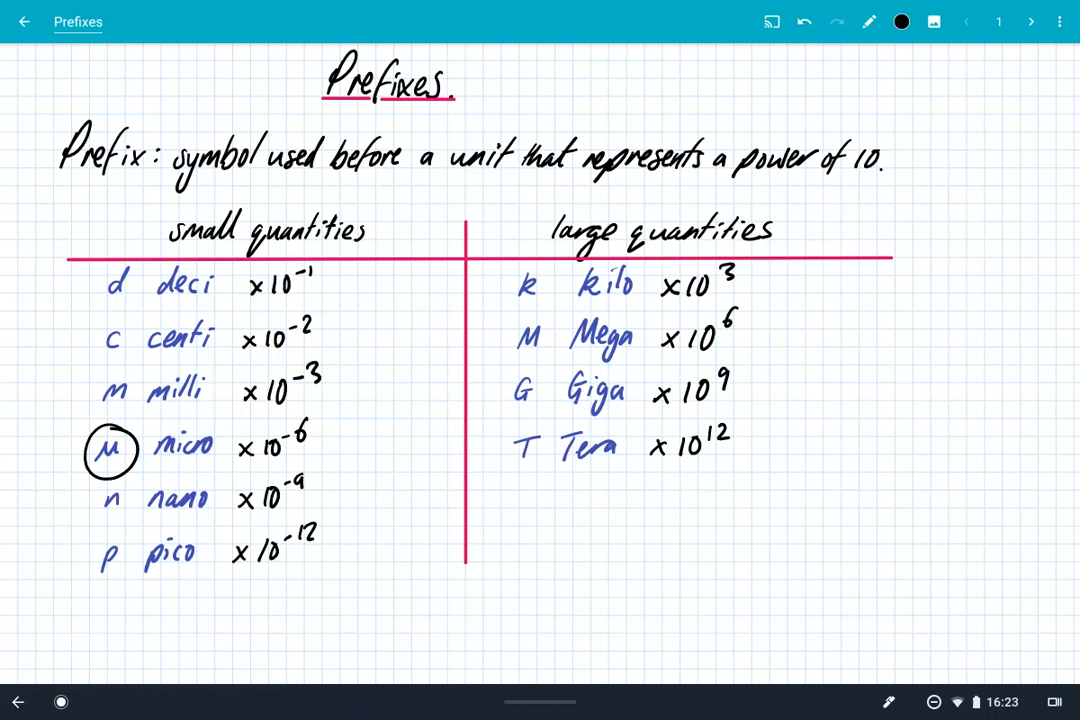 Prefixes
1
Prefixes.
Prefix: symbol used before a unit that represents a power of 10.
small quantities
d deci ×10⁻¹
c centi ×10⁻²
m milli ×10⁻³
μ micro ×10⁻⁶
n nano ×10⁻⁹
p pico ×10⁻¹²
large quantities
k kilo ×10³
M Mega ×10⁶
G Giga ×10⁹
T Tera ×10¹²
16:23